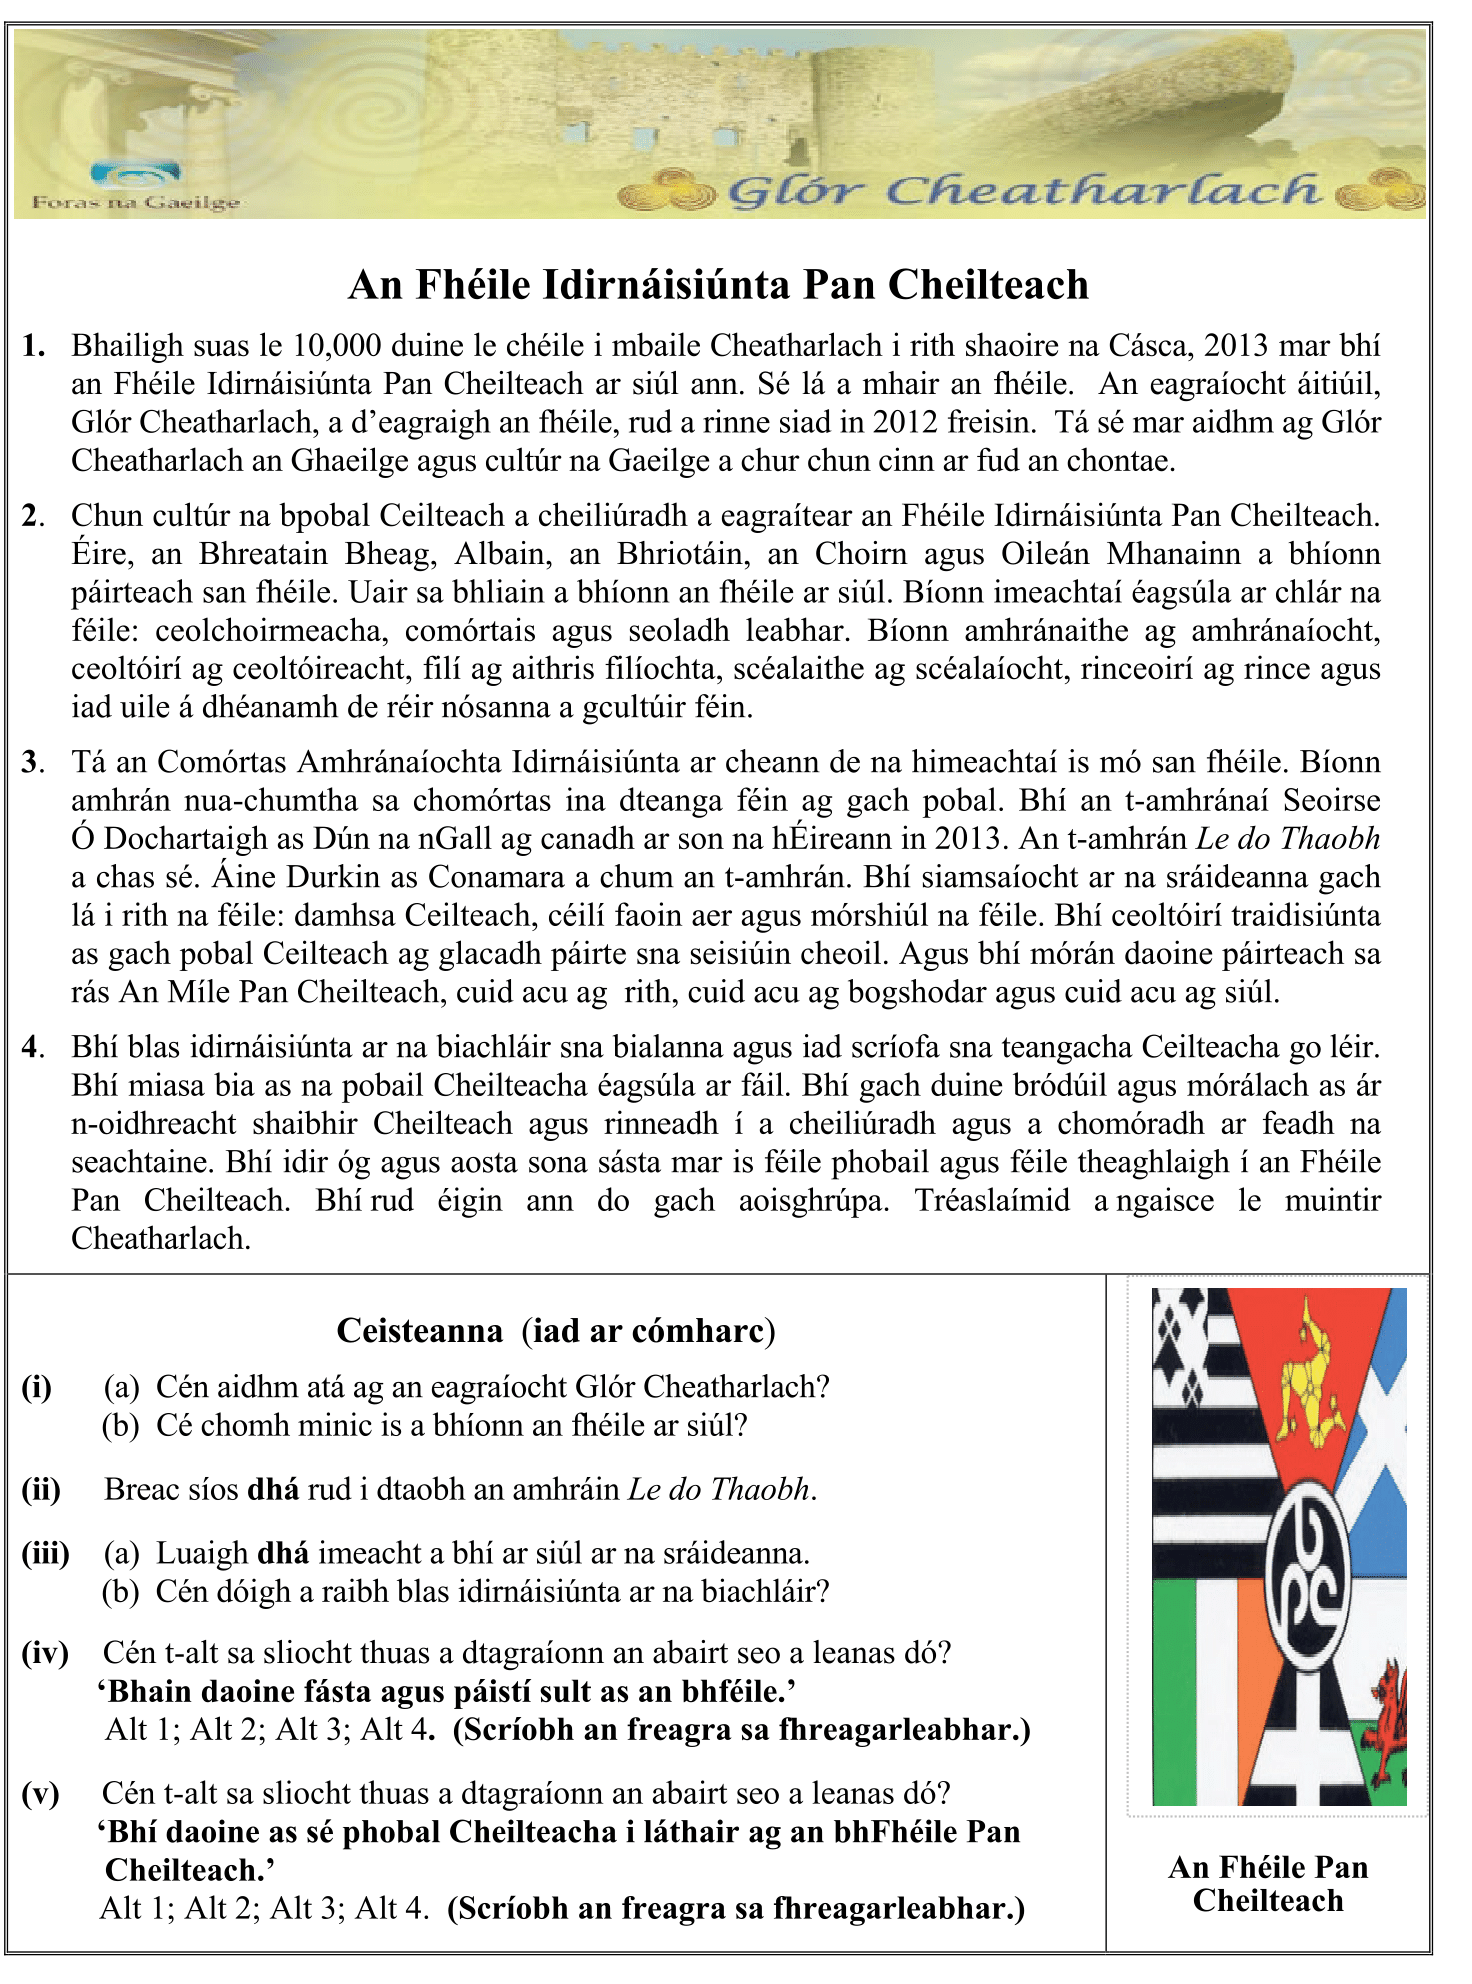 Foras na Gaeilge
Glór Cheatharlach
An Fhéile Idirnáisiúnta Pan Cheilteach
1. Bhailigh suas le 10,000 duine le chéile i mbaile Cheatharlach i rith shaoire na Cásca, 2013 mar bhí
an Fhéile Idirnáisiúnta Pan Cheilteach ar siúl ann. Sé lá a mhair an fhéile. An eagraíocht áitiúil,
Glór Cheatharlach, a d’eagraigh an fhéile, rud a rinne siad in 2012 freisin. Tá sé mar aidhm ag Glór
Cheatharlach an Ghaeilge agus cultúr na Gaeilge a chur chun cinn ar fud an chontae.
2. Chun cultúr na bpobal Ceilteach a cheiliúradh a eagraítear an Fhéile Idirnáisiúnta Pan Cheilteach.
Éire, an Bhreatain Bheag, Albain, an Bhriotáin, an Choirn agus Oileán Mhanainn a bhíonn
páirteach san fhéile. Uair sa bhliain a bhíonn an fhéile ar siúl. Bíonn imeachtaí éagsúla ar chlár na
féile: ceolchoirmeacha, comórtais agus seoladh leabhar. Bíonn amhránaithe ag amhránaíocht,
ceoltóirí ag ceoltóireacht, filí ag aithris filíochta, scéalaithe ag scéalaíocht, rinceoirí ag rince agus
iad uile á dhéanamh de réir nósanna a gcultúir féin.
3. Tá an Comórtas Amhránaíochta Idirnáisiúnta ar cheann de na himeachtaí is mó san fhéile. Bíonn
amhrán nua-chumtha sa chomórtas ina dteanga féin ag gach pobal. Bhí an t-amhránaí Seoirse
Ó Dochartaigh as Dún na nGall ag canadh ar son na hÉireann in 2013. An t-amhrán Le do Thaobh
a chas sé. Áine Durkin as Conamara a chum an t-amhrán. Bhí siamsaíocht ar na sráideanna gach
lá i rith na féile: damhsa Ceilteach, céilí faoin aer agus mórshiúl na féile. Bhí ceoltóirí traidisiúnta
as gach pobal Ceilteach ag glacadh páirte sna seisiúin cheoil. Agus bhí mórán daoine páirteach sa
rás An Míle Pan Cheilteach, cuid acu ag rith, cuid acu ag bogshodar agus cuid acu ag siúl.
4. Bhí blas idirnáisiúnta ar na biachláir sna bialanna agus iad scríofa sna teangacha Ceilteacha go léir.
Bhí miasa bia as na pobail Cheilteacha éagsúla ar fáil. Bhí gach duine bródúil agus mórálach as ár
n-oidhreacht shaibhir Cheilteach agus rinneadh í a cheiliúradh agus a chomóradh ar feadh na
seachtaine. Bhí idir óg agus aosta sona sásta mar is féile phobail agus féile theaghlaigh í an Fhéile
Pan Cheilteach. Bhí rud éigin ann do gach aoisghrúpa. Tréaslaímid a ngaisce le muintir
Cheatharlach.
Ceisteanna (iad ar cómharc)
(i) (a) Cén aidhm atá ag an eagraíocht Glór Cheatharlach?
(b) Cé chomh minic is a bhíonn an fhéile ar siúl?
(ii) Breac síos dhá rud i dtaobh an amhráin Le do Thaobh.
(iii) (a) Luaigh dhá imeacht a bhí ar siúl ar na sráideanna.
(b) Cén dóigh a raibh blas idirnáisiúnta ar na biachláir?
(iv) Cén t-alt sa sliocht thuas a dtagraíonn an abairt seo a leanas dó?
‘Bhain daoine fásta agus páistí sult as an bhféile.’
Alt 1; Alt 2; Alt 3; Alt 4. (Scríobh an freagra sa fhreagarleabhar.)
(v) Cén t-alt sa sliocht thuas a dtagraíonn an abairt seo a leanas dó?
‘Bhí daoine as sé phobal Cheilteacha i láthair ag an bhFhéile Pan
Cheilteach.’
Alt 1; Alt 2; Alt 3; Alt 4. (Scríobh an freagra sa fhreagarleabhar.)
An Fhéile Pan
Cheilteach